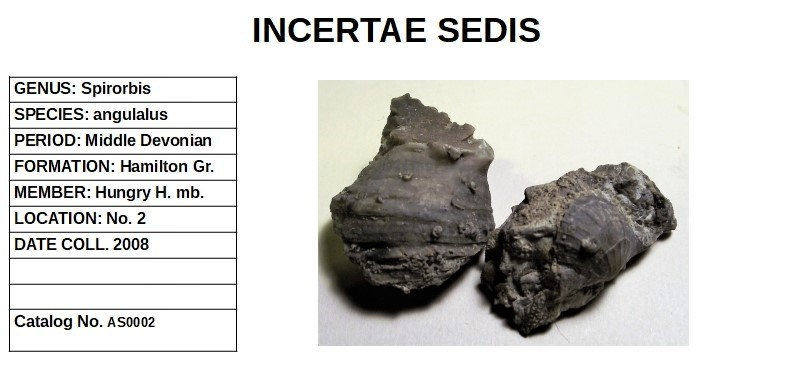 INCERTAE SEDIS
GENUS: Spirorbis
SPECIES: angulalus
PERIOD: Middle Devonian
FORMATION: Hamilton Gr.
MEMBER: Hungry H. mb.
LOCATION: No. 2
DATE COLL. 2008
Catalog No. AS0002